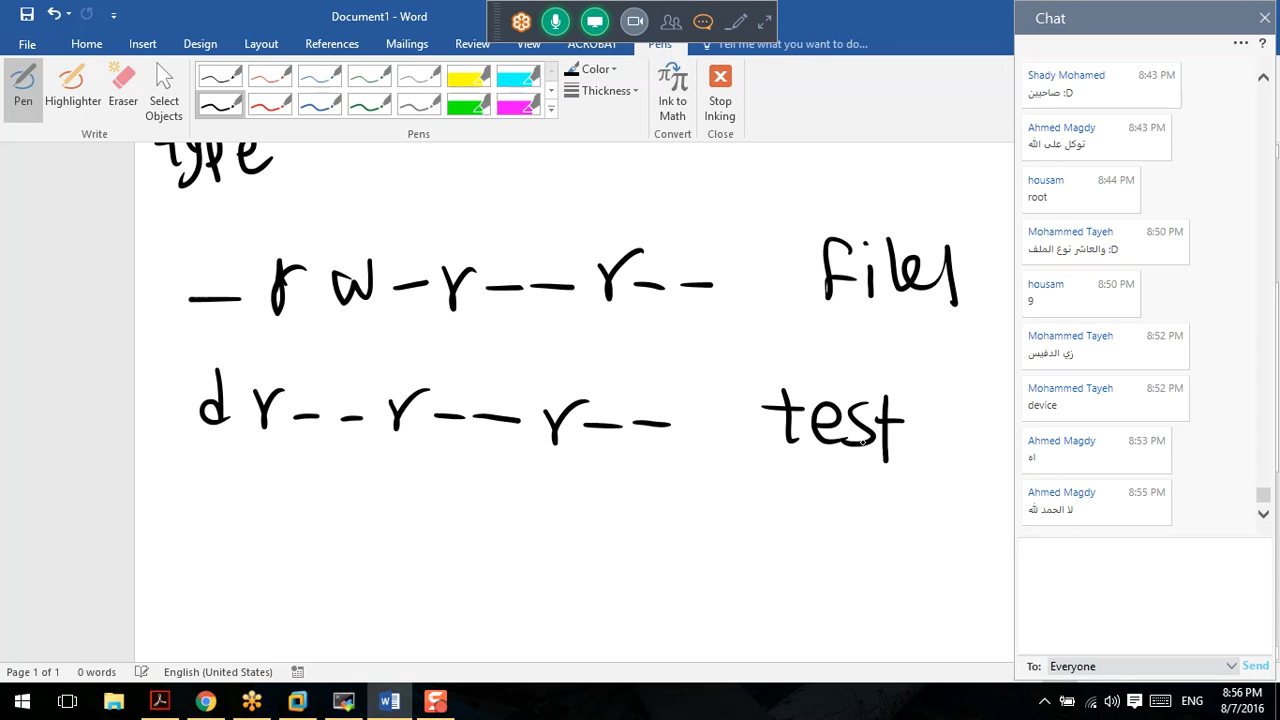 Document1 - Word
File Home Insert Design Layout References Mailings Review View ACROBAT Pens Tell me what you want to do...
Pen Highlighter Eraser Select Objects
Color
Thickness
Ink to Math
Stop Inking
Write Pens Convert Close
type
_ r w - r - - - r - - File1
d r - - r - - r - - test
Chat
Shady Mohamed 8:43 PM
صاحيين :D
Ahmed Magdy 8:43 PM
توكل على الله
housam 8:44 PM
root
Mohammed Tayeh 8:50 PM
والعاشر نوع الملف :D
housam 8:50 PM
9
Mohammed Tayeh 8:52 PM
زي الدفيس
Mohammed Tayeh 8:52 PM
device
Ahmed Magdy 8:53 PM
اه
Ahmed Magdy 8:55 PM
لا الحمد لله
To: Everyone Send
Page 1 of 1 0 words English (United States)
ENG
8:56 PM
8/7/2016